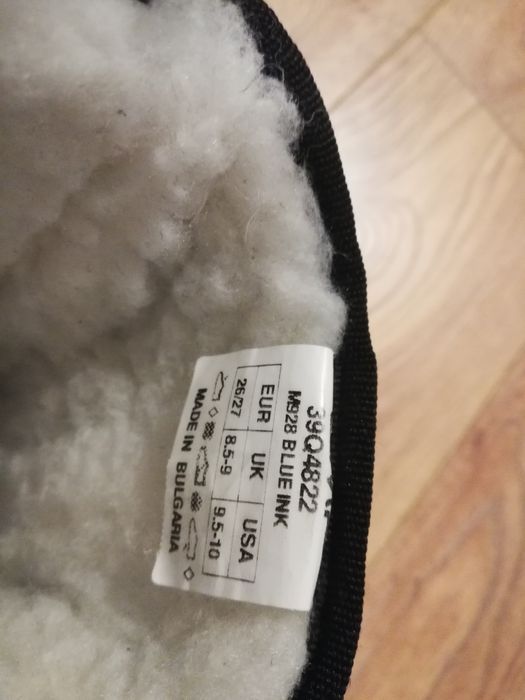 39Q4822
M928 BLUE INK
EUR UK USA
26/27 8.5-9 9.5-10
MADE IN BULGARIA